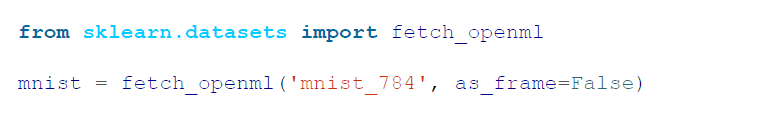 from sklearn.datasets import fetch_openml
mnist = fetch_openml('mnist_784', as_frame=False)